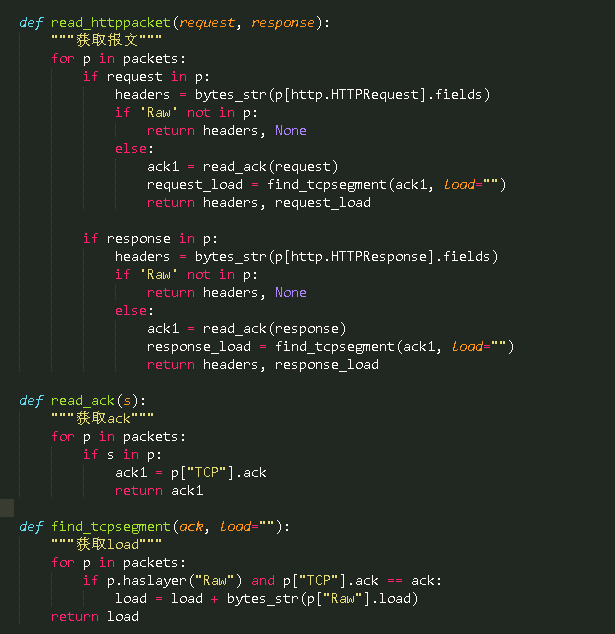 def read_httppacket(request, response):
    """获取报文"""
    for p in packets:
        if request in p:
            headers = bytes_str(p[http.HTTPRequest].fields)
            if 'Raw' not in p:
                return headers, None
            else:
                ack1 = read_ack(request)
                request_load = find_tcpsegment(ack1, load="")
                return headers, request_load
        if response in p:
            headers = bytes_str(p[http.HTTPResponse].fields)
            if 'Raw' not in p:
                return headers, None
            else:
                ack1 = read_ack(response)
                response_load = find_tcpsegment(ack1, load="")
                return headers, response_load
def read_ack(s):
    """获取ack"""
    for p in packets:
        if s in p:
            ack1 = p["TCP"].ack
            return ack1
def find_tcpsegment(ack, load=""):
    """获取load"""
    for p in packets:
        if p.haslayer("Raw") and p["TCP"].ack == ack:
            load = load + bytes_str(p["Raw"].load)
    return load